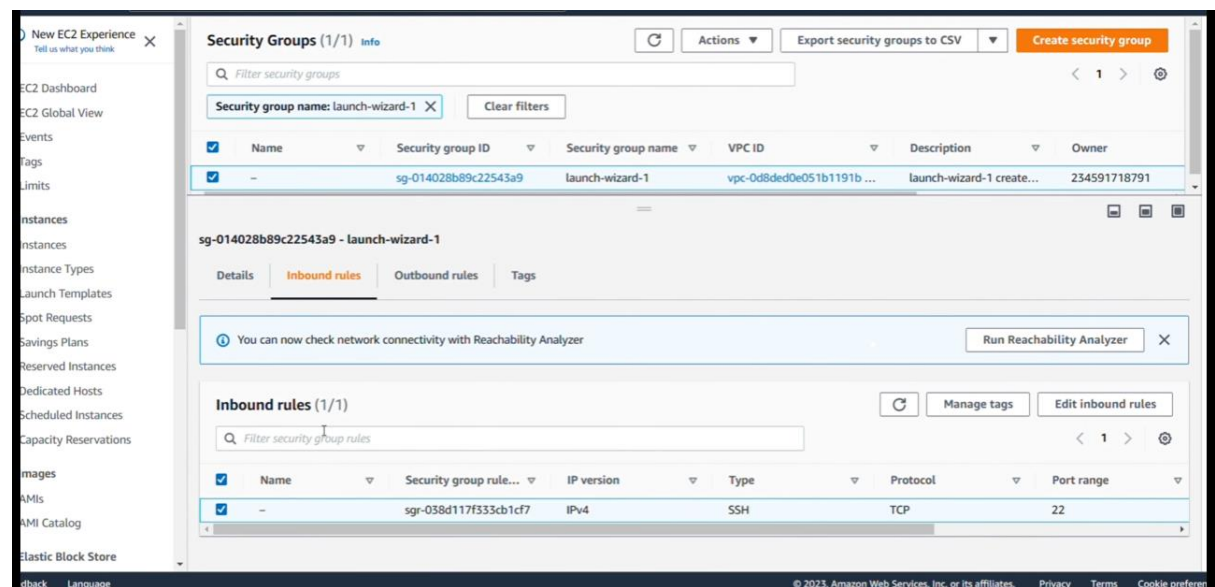 New EC2 Experience
Tell us what you think
EC2 Dashboard
EC2 Global View
Events
Tags
Limits
Instances
Instances
Instance Types
Launch Templates
Spot Requests
Savings Plans
Reserved Instances
Dedicated Hosts
Scheduled Instances
Capacity Reservations
Images
AMIs
AMI Catalog
Elastic Block Store
Security Groups (1/1) Info
Actions
Export security groups to CSV
Create security group
Filter security groups
1
Security group name: launch-wizard-1
Clear filters
Name Security group ID Security group name VPC ID Description Owner
– sg-014028b89c22543a9 launch-wizard-1 vpc-0d8ded0e051b1191b ... launch-wizard-1 create... 234591718791
sg-014028b89c22543a9 - launch-wizard-1
Details Inbound rules Outbound rules Tags
You can now check network connectivity with Reachability Analyzer
Run Reachability Analyzer
Inbound rules (1/1)
Manage tags
Edit inbound rules
Filter security group rules
1
Name Security group rule... IP version Type Protocol Port range
– sgr-038d117f333cb1cf7 IPv4 SSH TCP 22
dback Language © 2023, Amazon Web Services, Inc. or its affiliates. Privacy Terms Cookie preferen